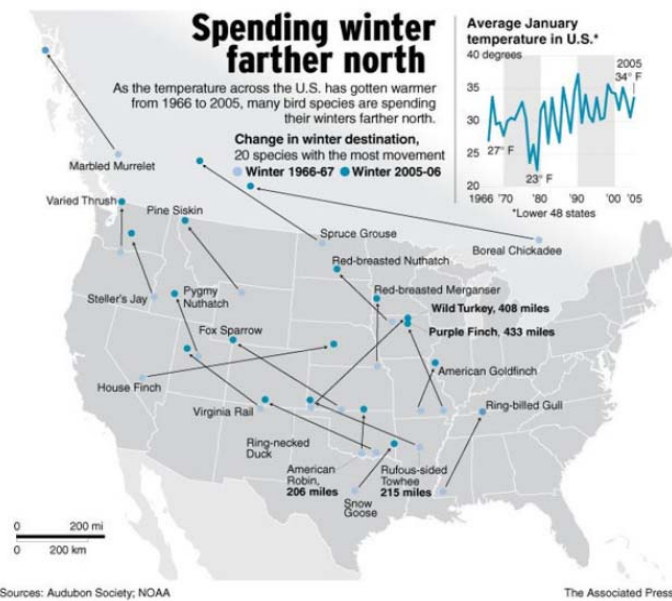 Spending winter
farther north
As the temperature across the U.S. has gotten warmer
from 1966 to 2005, many bird species are spending
their winters farther north.
Change in winter destination,
20 species with the most movement
Winter 1966-67 Winter 2005-06
Average January
temperature in U.S.*
40 degrees
35
30
25
20
27° F
23° F
2005
34° F
1966 '70 '80 '90 '00 '05
*Lower 48 states
Marbled Murrelet
Varied Thrush
Pine Siskin
Spruce Grouse
Boreal Chickadee
Red-breasted Nuthatch
Steller's Jay
Pygmy
Nuthatch
Red-breasted Merganser
Wild Turkey, 408 miles
Purple Finch, 433 miles
Fox Sparrow
House Finch
American Goldfinch
Virginia Rail
Ring-billed Gull
Ring-necked
Duck
American
Robin,
206 miles
Rufous-sided
Towhee
215 miles
Snow
Goose
0 200 mi
0 200 km
Sources: Audubon Society; NOAA
The Associated Press